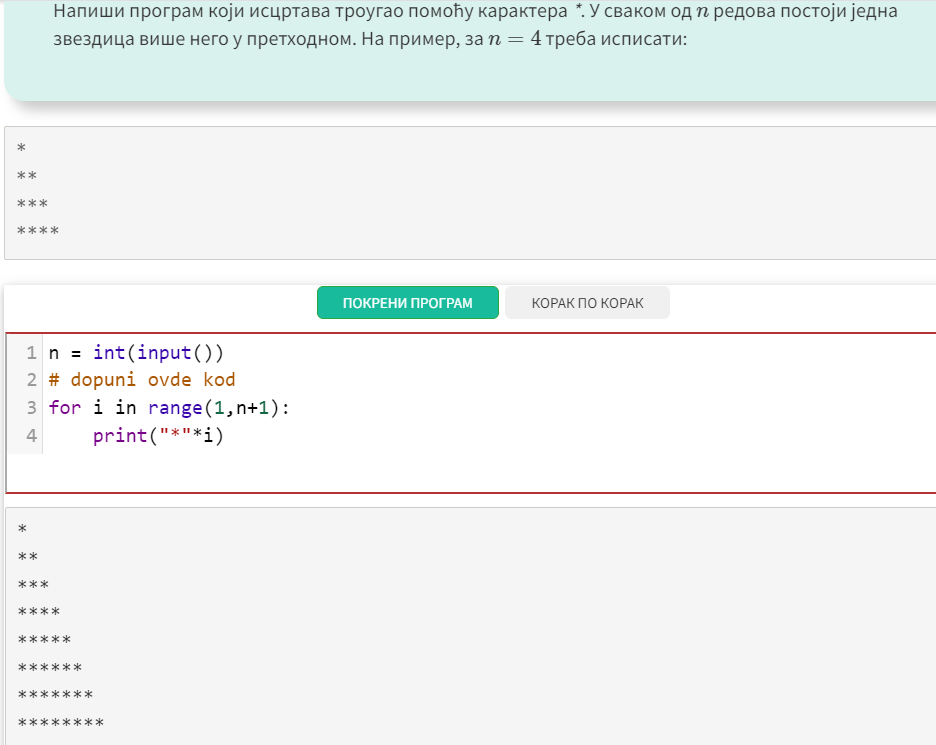 Напиши програм који исцртава троугао помоћу карактера *. У сваком од n редова постоји једна
звездица више него у претходном. На пример, за n = 4 треба исписати:
*
**
***
****
ПОКРЕНИ ПРОГРАМ КОРАК ПО КОРАК
1 n = int(input())
2 # dopuni ovde kod
3 for i in range(1,n+1):
4     print("*"*i)
*
**
***
****
*****
******
*******
********